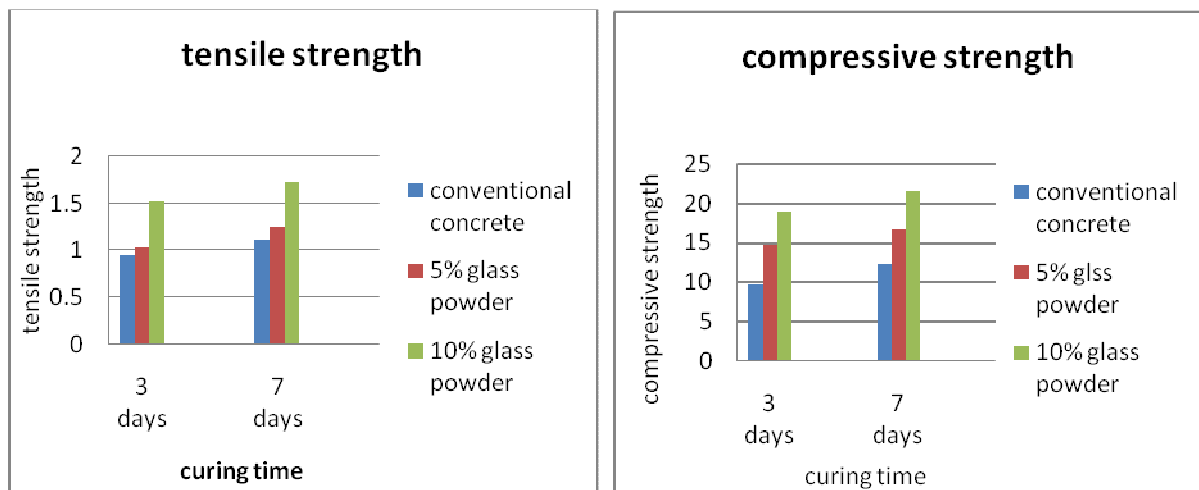 tensile strength
tensile strength
2
1.5
1
0.5
0
3
days
7
days
curing time
conventional
concrete
5% glass
powder
10% glass
powder
compressive strength
compressive strength
25
20
15
10
5
0
3
days
7
days
curing time
conventional
concrete
5% glss
powder
10% glass
powder